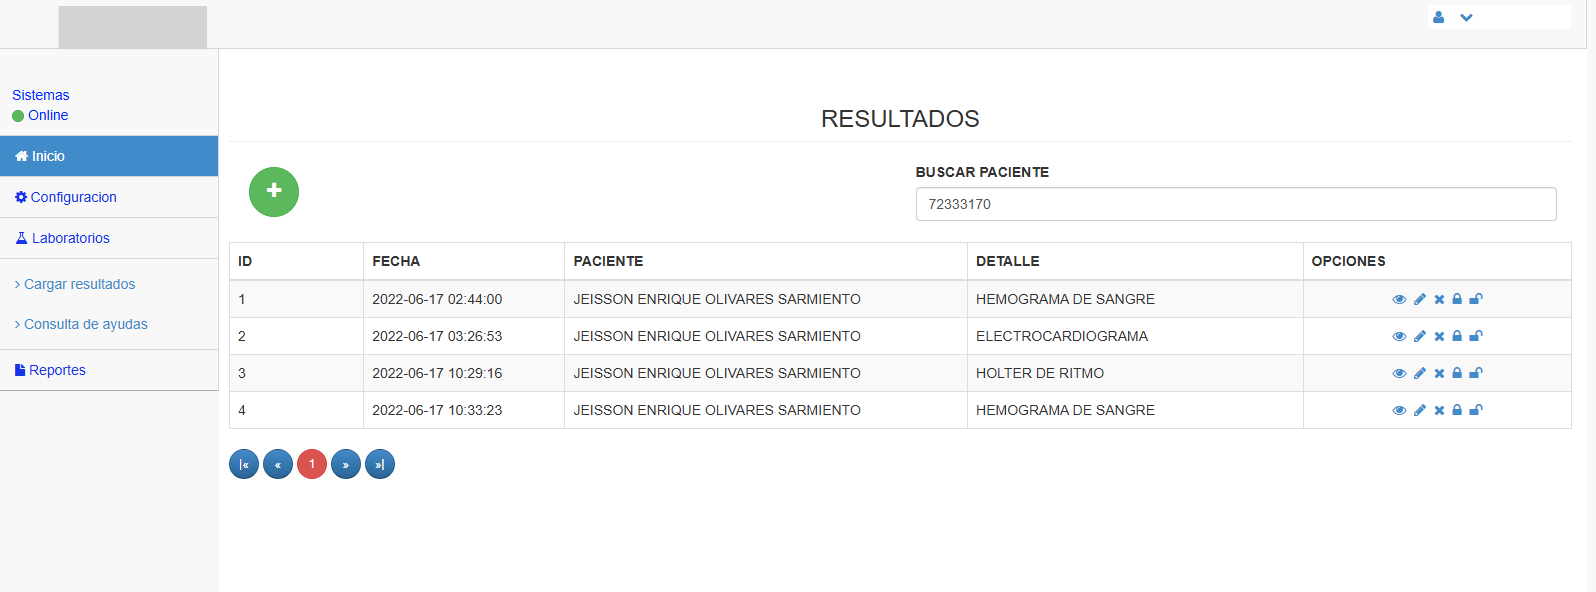 Sistemas
Online
Inicio
Configuracion
Laboratorios
> Cargar resultados
> Consulta de ayudas
Reportes
RESULTADOS
BUSCAR PACIENTE
72333170
ID FECHA PACIENTE DETALLE OPCIONES
1 2022-06-17 02:44:00 JEISSON ENRIQUE OLIVARES SARMIENTO HEMOGRAMA DE SANGRE
2 2022-06-17 03:26:53 JEISSON ENRIQUE OLIVARES SARMIENTO ELECTROCARDIOGRAMA
3 2022-06-17 10:29:16 JEISSON ENRIQUE OLIVARES SARMIENTO HOLTER DE RITMO
4 2022-06-17 10:33:23 JEISSON ENRIQUE OLIVARES SARMIENTO HEMOGRAMA DE SANGRE
|« « 1 » »|